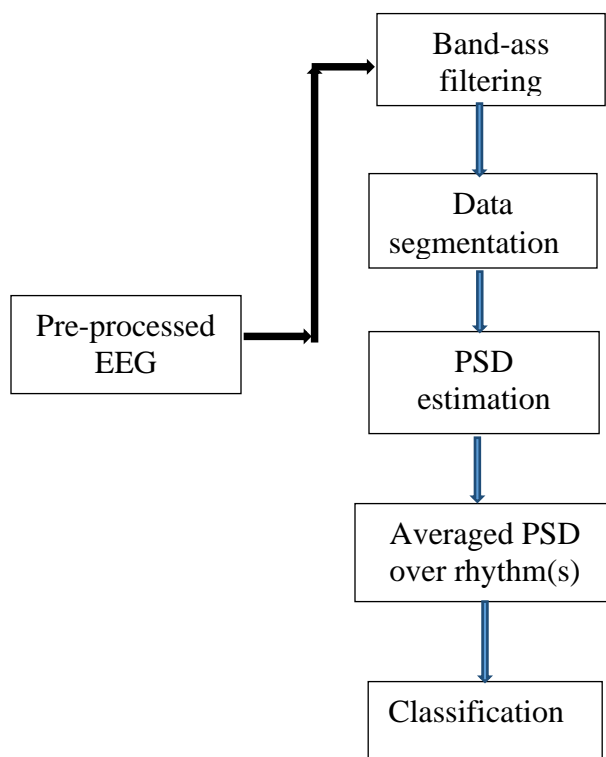 Pre-processed
EEG
Band-ass
filtering
Data
segmentation
PSD
estimation
Averaged PSD
over rhythm(s)
Classification